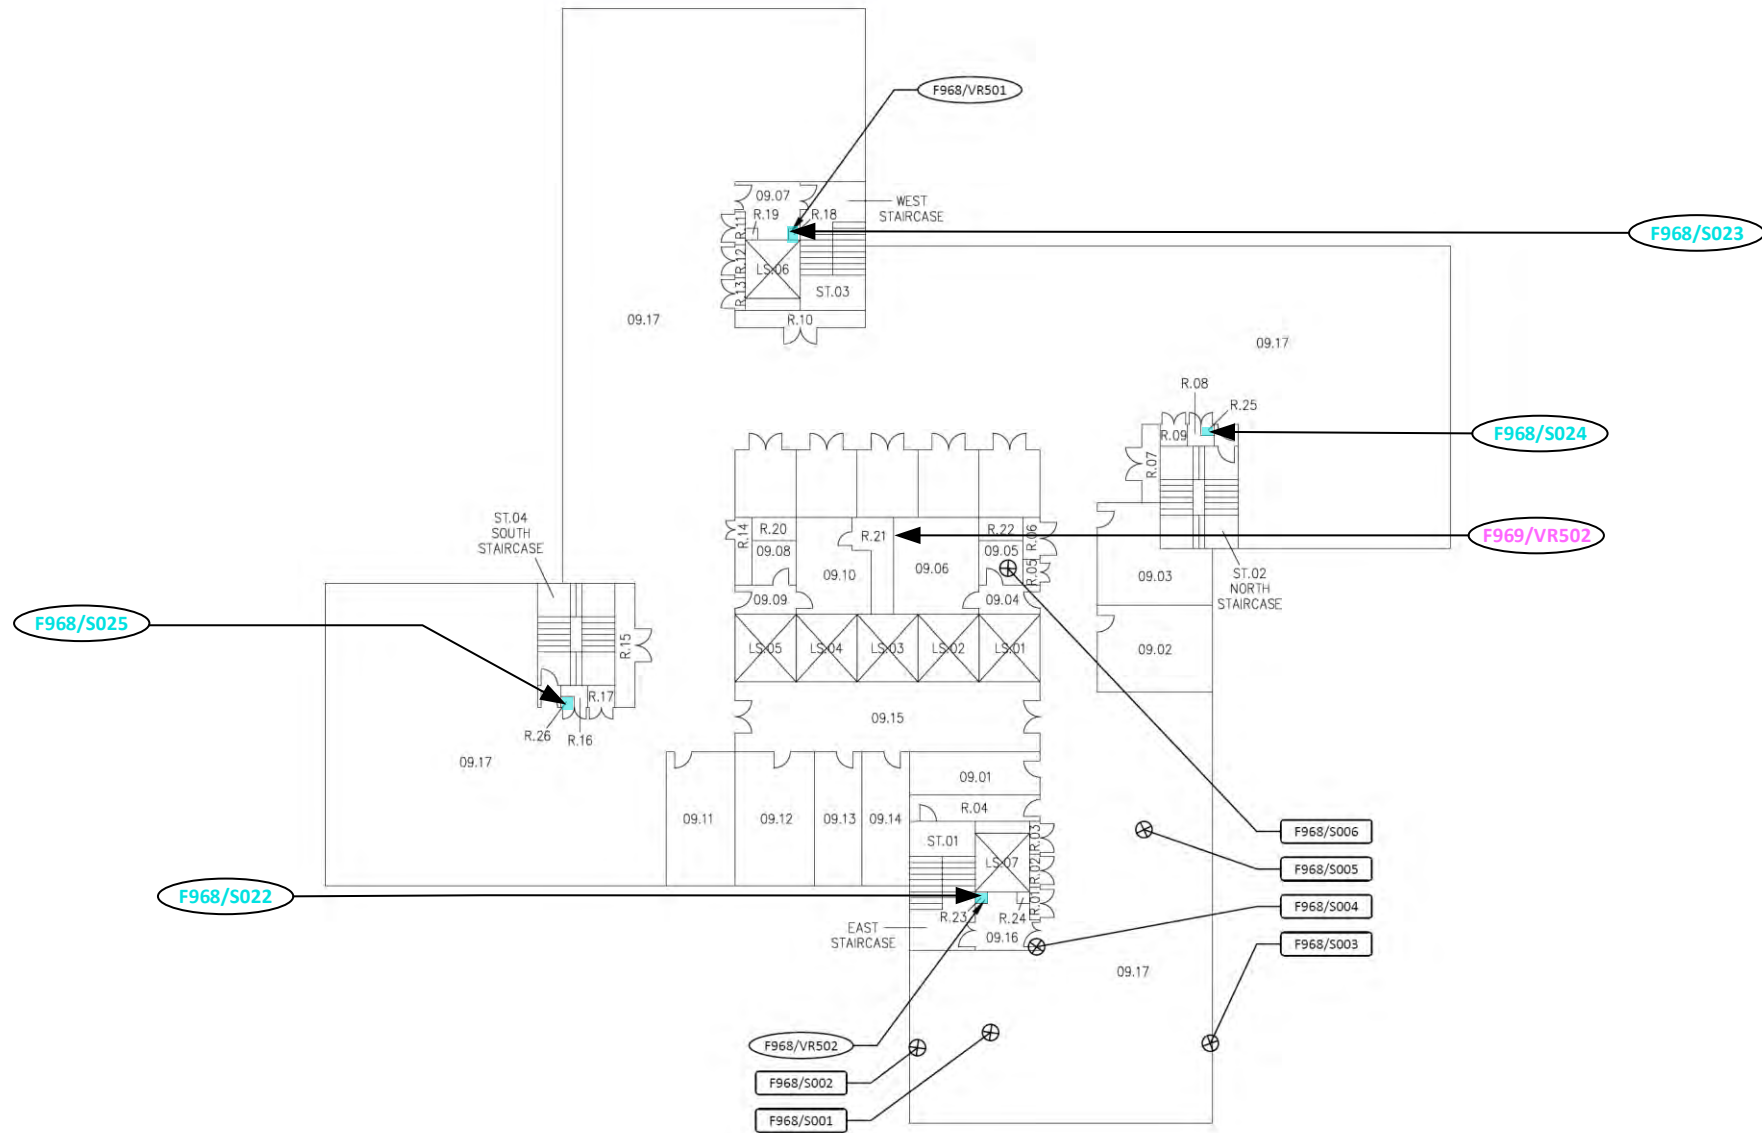 F968/VR501
09.07
WEST
STAIRCASE
R.19
R.18
R.11
F968/S023
R.12
LS.06
R.13
ST.03
R.10
09.17
09.17
R.08
R.25
R.09
F968/S024
R.07
ST.04
SOUTH
STAIRCASE
R.14
R.20
R.21
R.22
R.06
F969/VR502
09.08
09.05
09.10
09.06
R.05
09.03
ST.02
NORTH
STAIRCASE
09.09
09.04
F968/S025
R.15
LS.05
LS.04
LS.03
LS.02
LS.01
09.02
R.17
R.26
R.16
09.15
09.17
09.01
R.04
09.11
09.12
09.13
09.14
ST.01
R.03
F968/S006
LS.07
R.02
F968/S005
F968/S022
R.01
F968/S004
R.23
R.24
EAST
STAIRCASE
09.16
F968/S003
09.17
F968/VR502
F968/S002
F968/S001